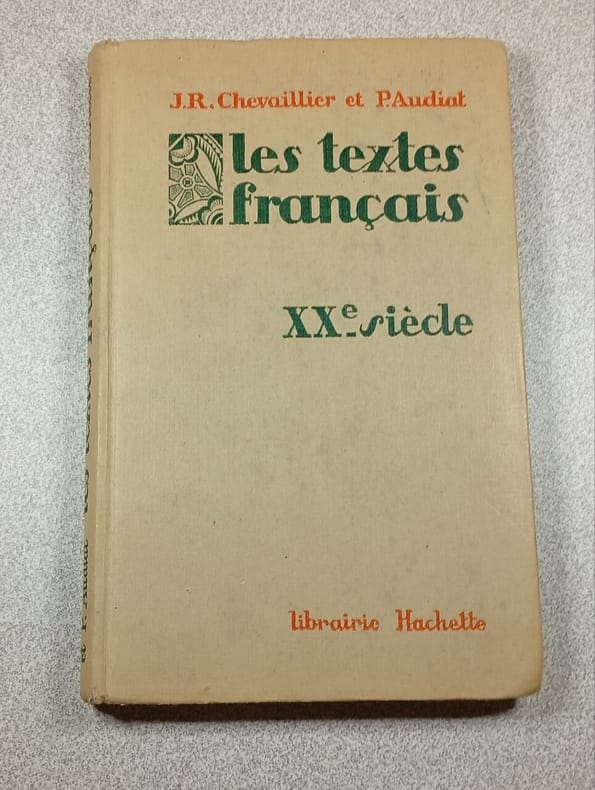 J.R. Chevaillier et P. Audiat
les textes
français
XXe siècle
librairie Hachette